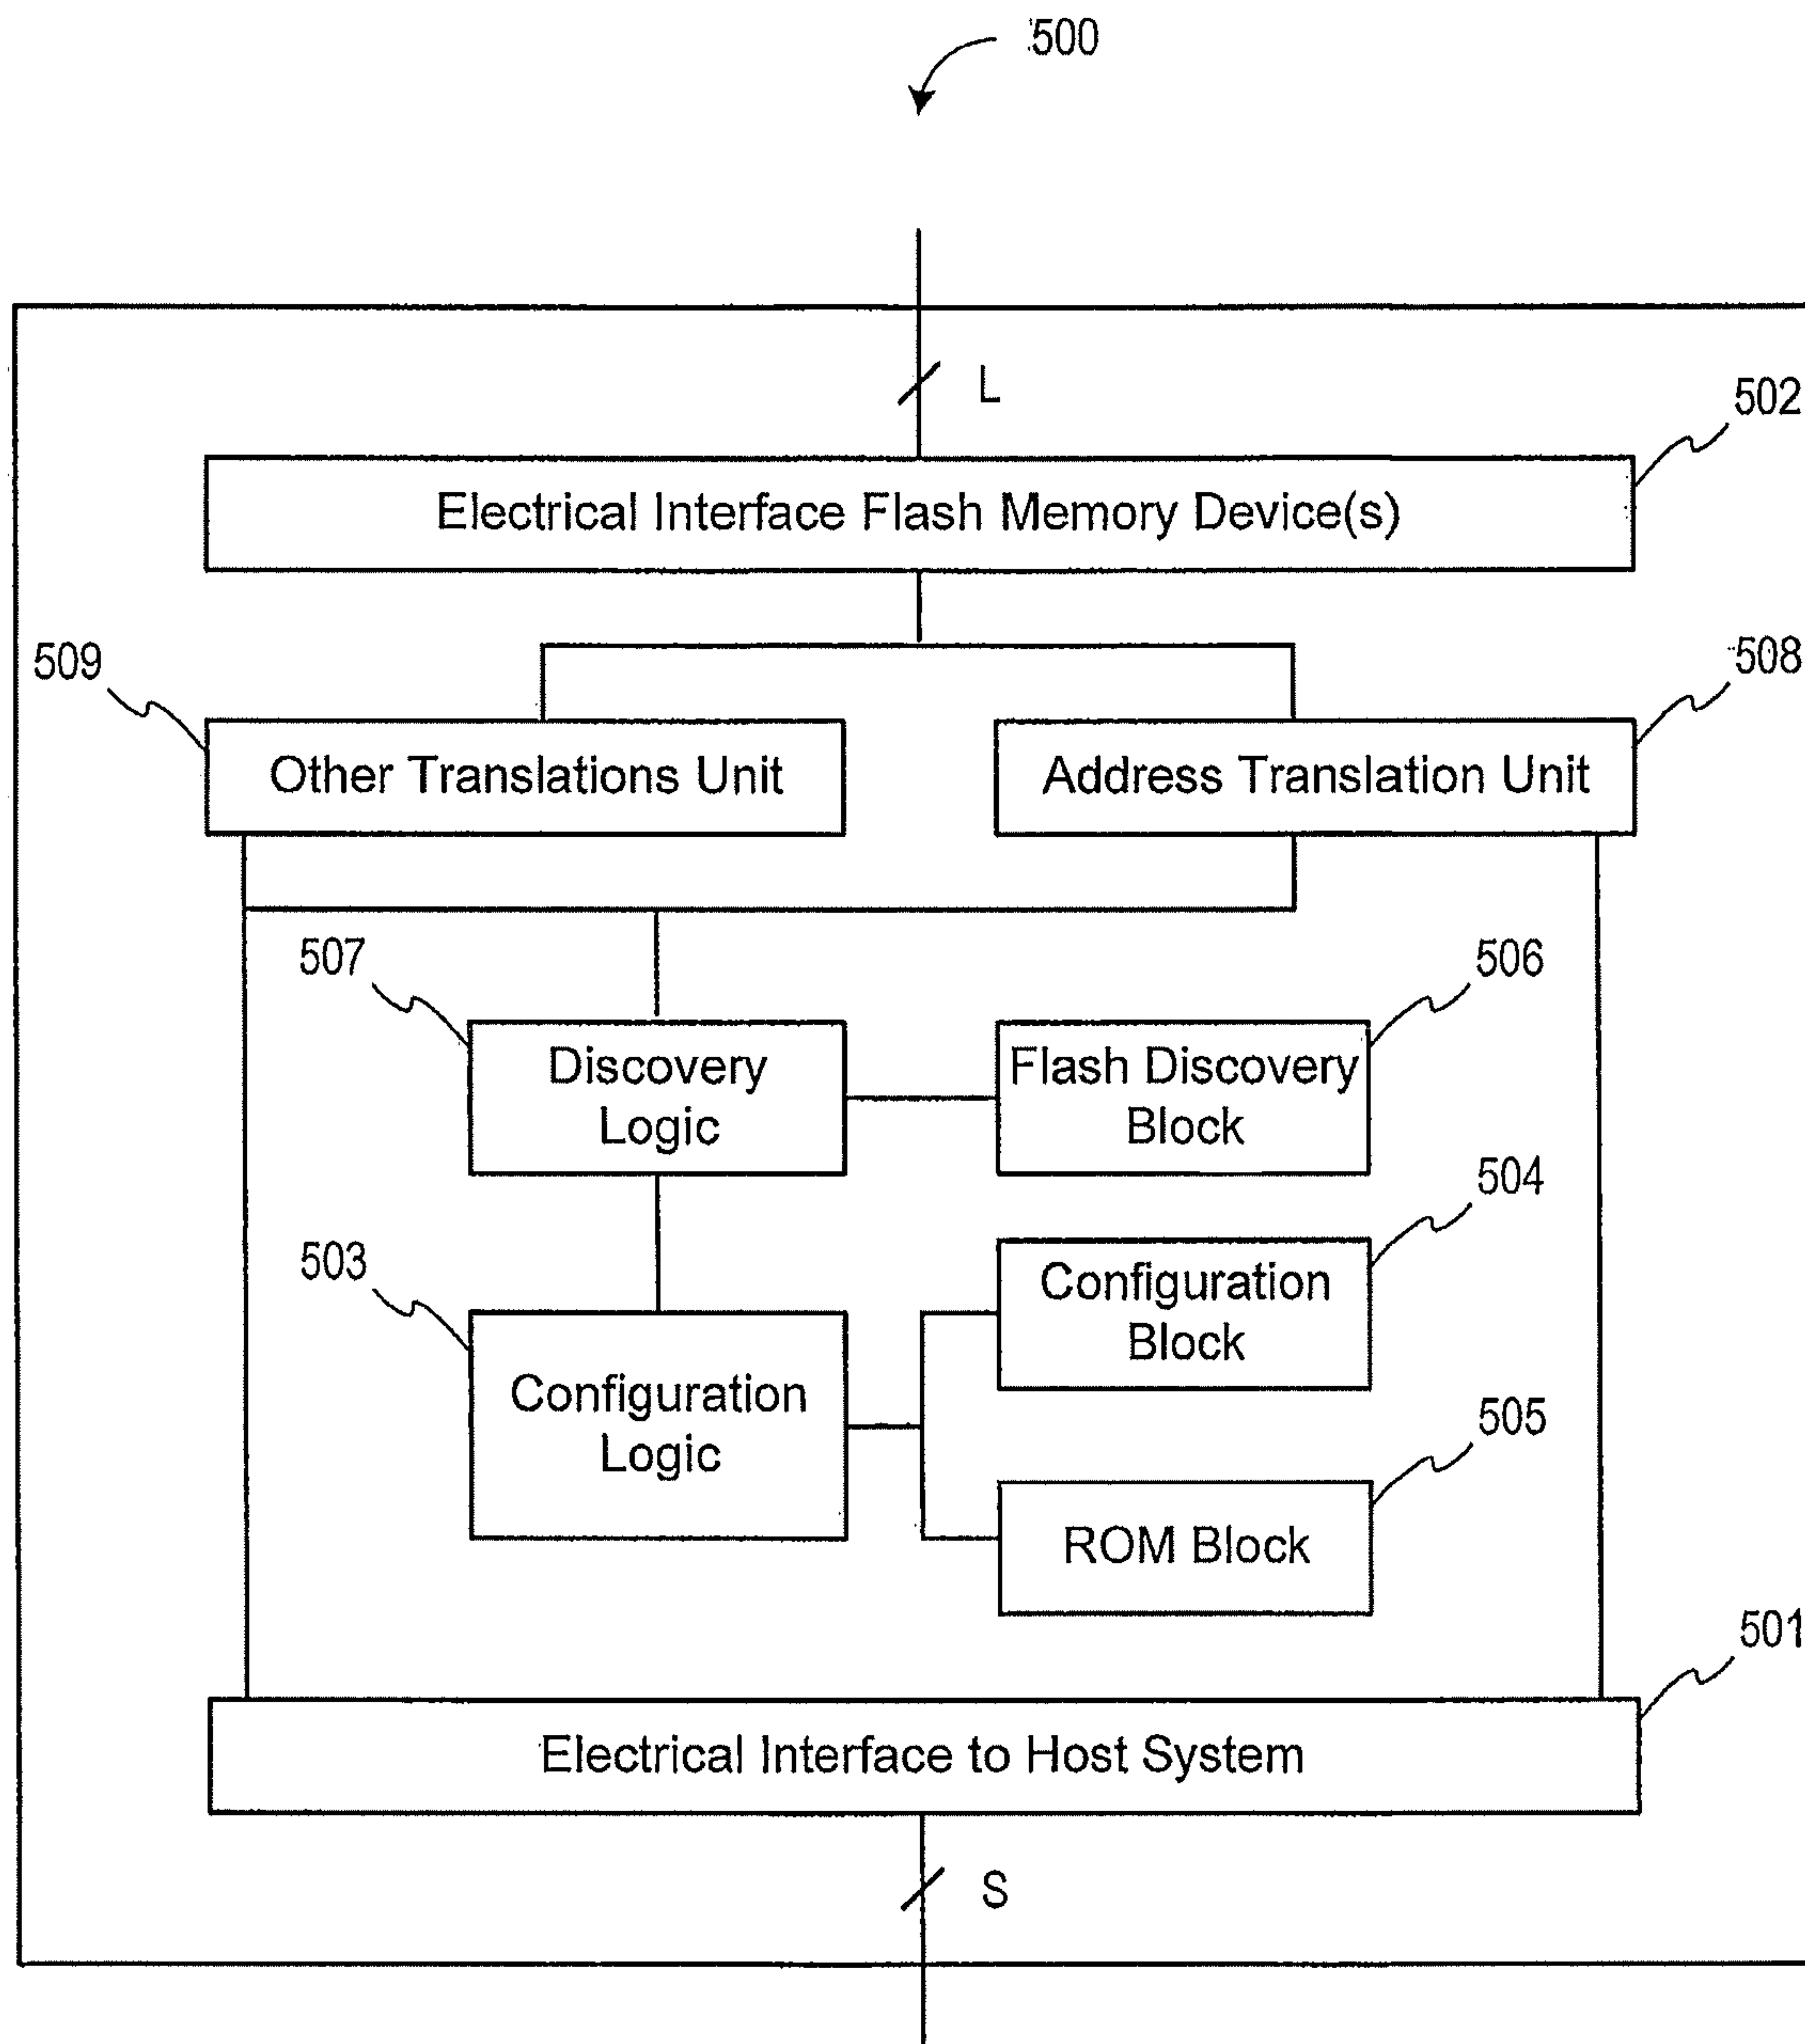 500
L
502
Electrical Interface Flash Memory Device(s)
509
508
Other Translations Unit
Address Translation Unit
507
506
Discovery
Logic
Flash Discovery
Block
504
503
Configuration
Block
Configuration
Logic
505
ROM Block
501
Electrical Interface to Host System
S